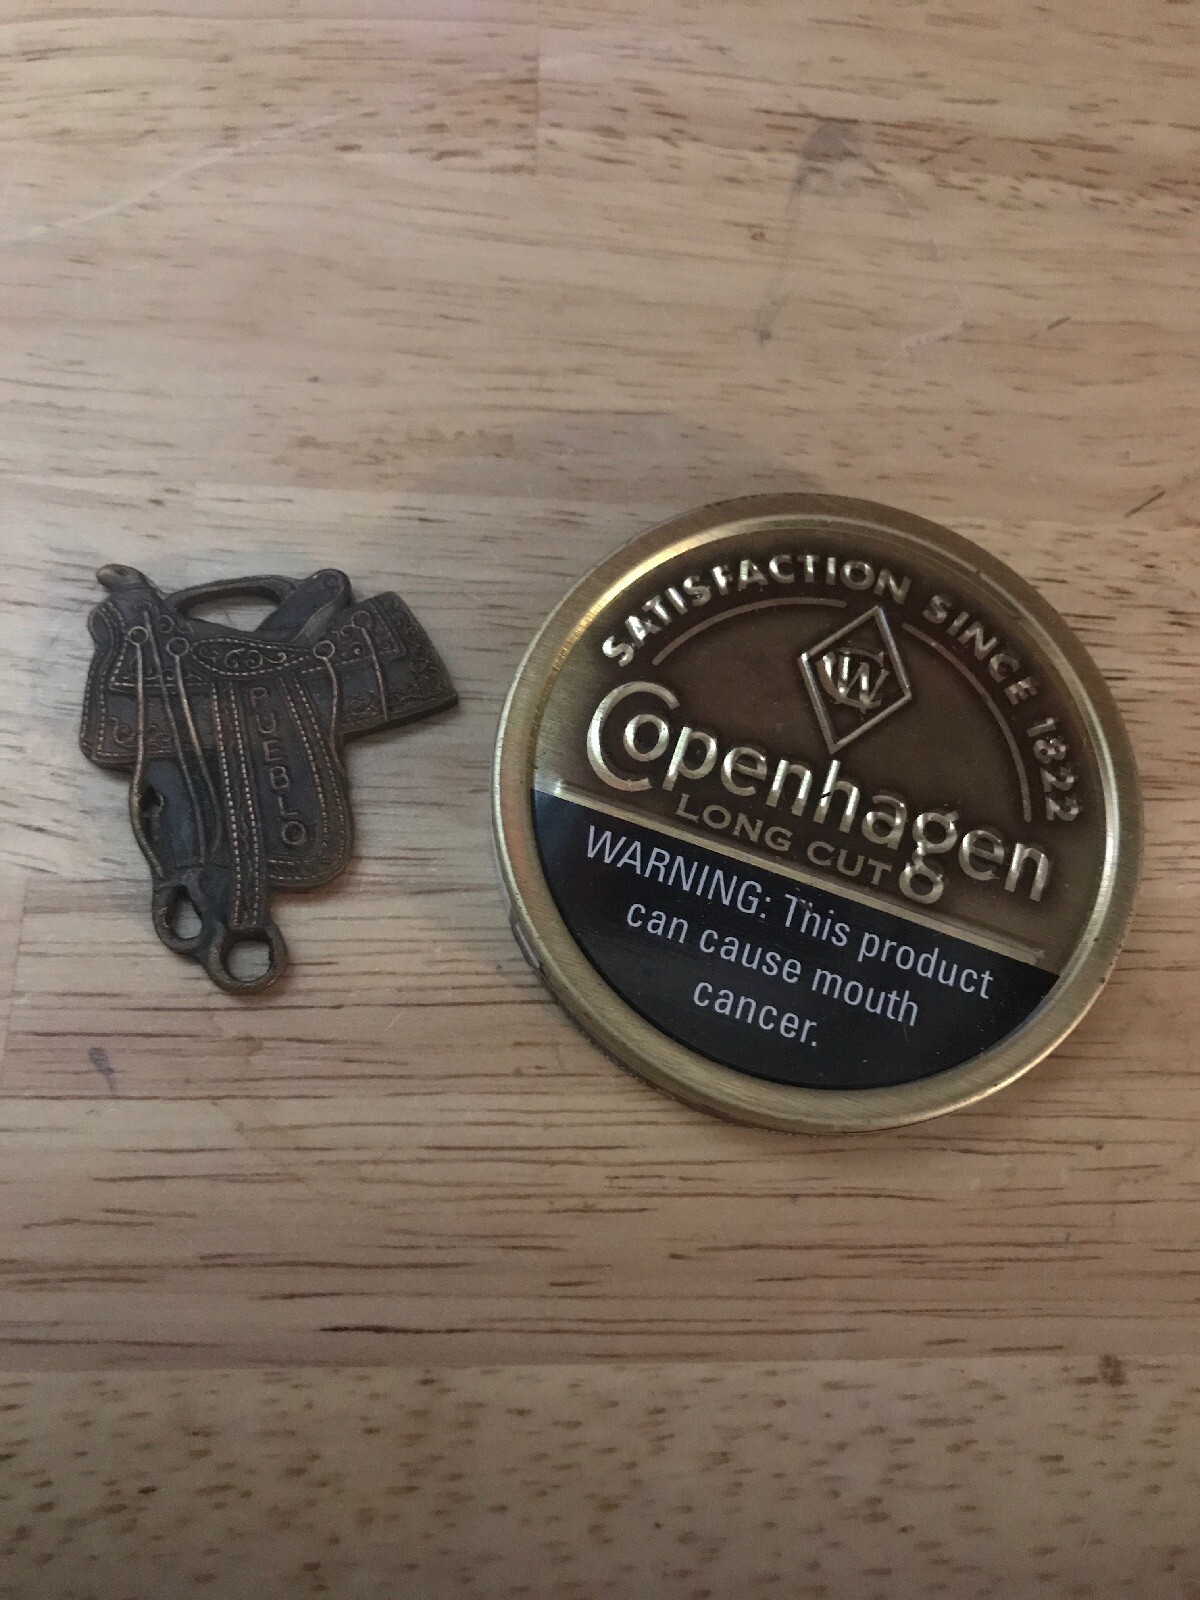 PUEBLO
SATISFACTION SINCE 1822
CW
Copenhagen
LONG CUT
WARNING: This product
can cause mouth
cancer.